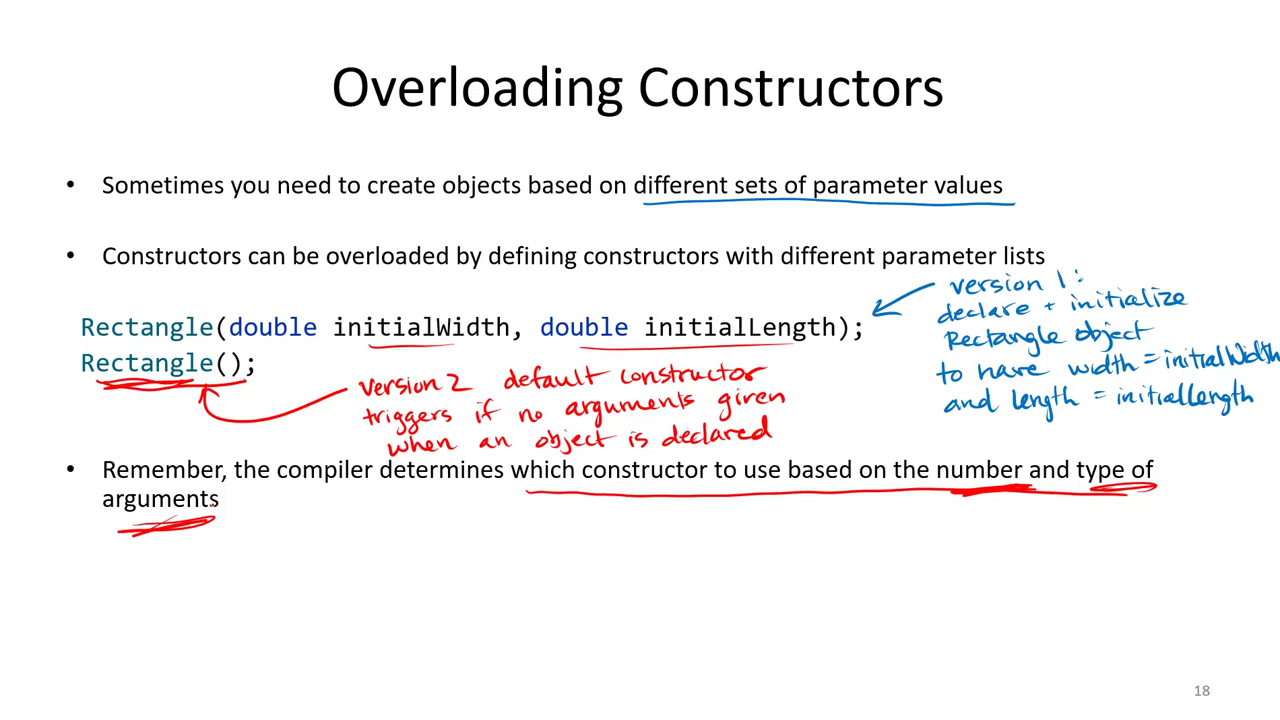 Overloading Constructors
• Sometimes you need to create objects based on different sets of parameter values
• Constructors can be overloaded by defining constructors with different parameter lists
Rectangle(double initialWidth, double initialLength);
Rectangle();
version 1:
declare + initialize
Rectangle object
to have width = initialWidth
and length = initialLength
version 2 default constructor
triggers if no arguments given
when an object is declared
• Remember, the compiler determines which constructor to use based on the number and type of
arguments
18